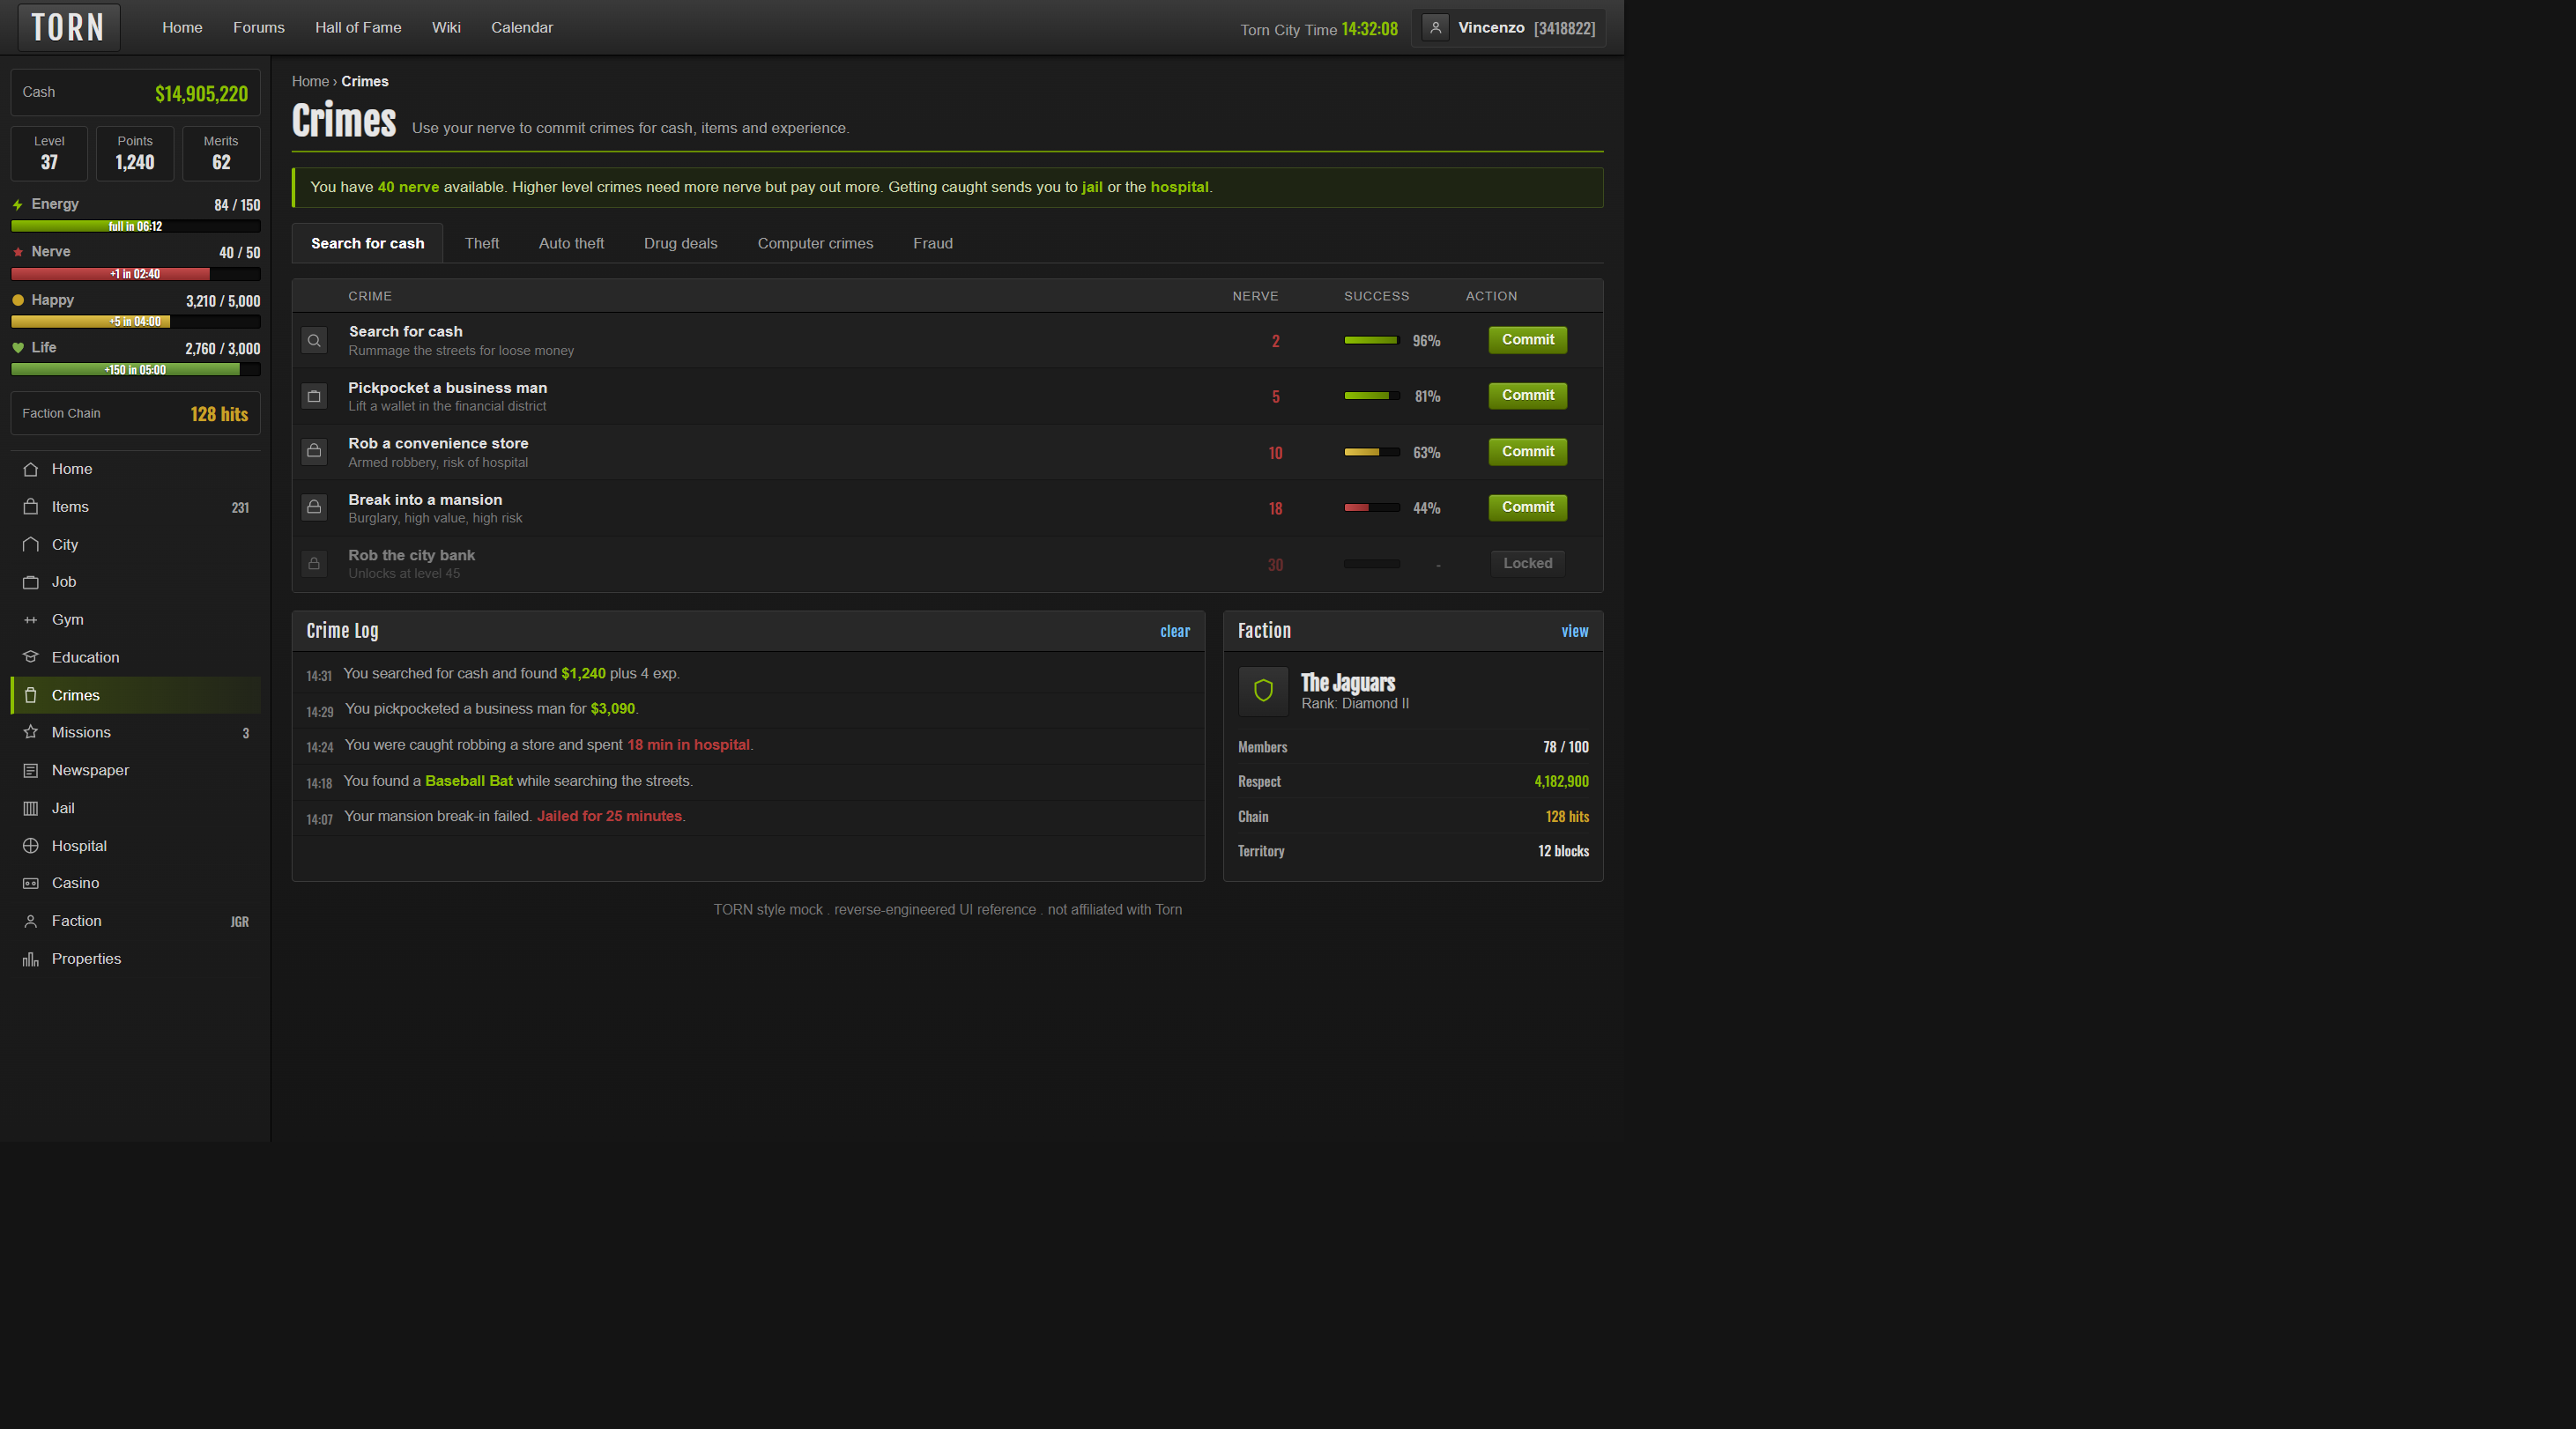 TORN
Home Forums Hall of Fame Wiki Calendar
Torn City Time 14:32:08
Vincenzo [3418822]
Cash $14,905,220
Level Points Merits
37 1,240 62
Energy 84 / 150
full in 06:12
Nerve 40 / 50
+1 in 02:40
Happy 3,210 / 5,000
+5 in 04:00
Life 2,760 / 3,000
+150 in 05:00
Faction Chain 128 hits
Home
Items 231
City
Job
Gym
Education
Crimes
Missions 3
Newspaper
Jail
Hospital
Casino
Faction JGR
Properties
Home › Crimes
Crimes Use your nerve to commit crimes for cash, items and experience.
You have 40 nerve available. Higher level crimes need more nerve but pay out more. Getting caught sends you to jail or the hospital.
Search for cash Theft Auto theft Drug deals Computer crimes Fraud
CRIME NERVE SUCCESS ACTION
Search for cash
Rummage the streets for loose money
2 96% Commit
Pickpocket a business man
Lift a wallet in the financial district
5 81% Commit
Rob a convenience store
Armed robbery, risk of hospital
10 63% Commit
Break into a mansion
Burglary, high value, high risk
18 44% Commit
Rob the city bank
Unlocks at level 45
30 - Locked
Crime Log clear
14:31 You searched for cash and found $1,240 plus 4 exp.
14:29 You pickpocketed a business man for $3,090.
14:24 You were caught robbing a store and spent 18 min in hospital.
14:18 You found a Baseball Bat while searching the streets.
14:07 Your mansion break-in failed. Jailed for 25 minutes.
Faction view
The Jaguars
Rank: Diamond II
Members 78 / 100
Respect 4,182,900
Chain 128 hits
Territory 12 blocks
TORN style mock . reverse-engineered UI reference . not affiliated with Torn